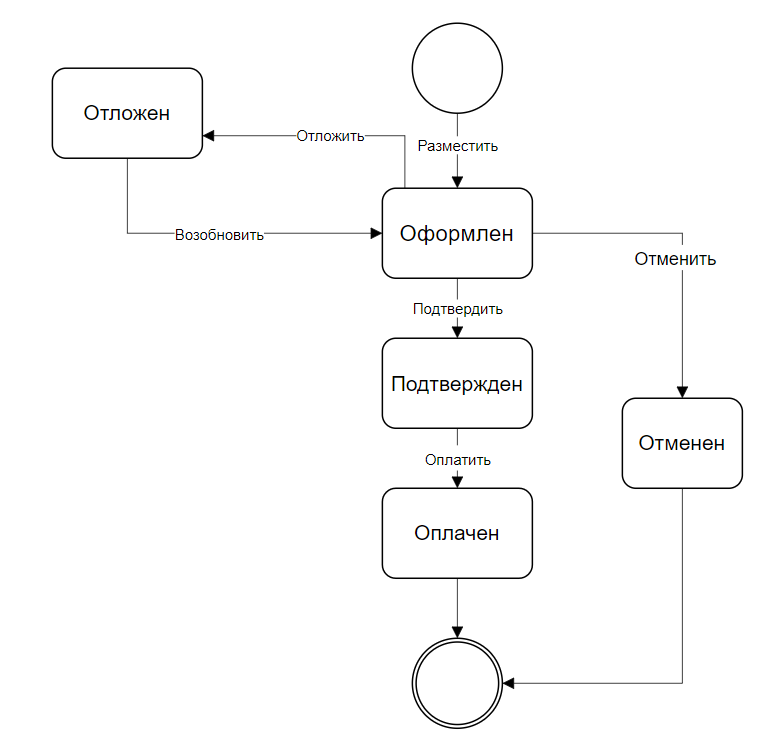 Отложен
Отложить
Разместить
Возобновить
Оформлен
Отменить
Подтвердить
Подтвержден
Отменен
Оплатить
Оплачен